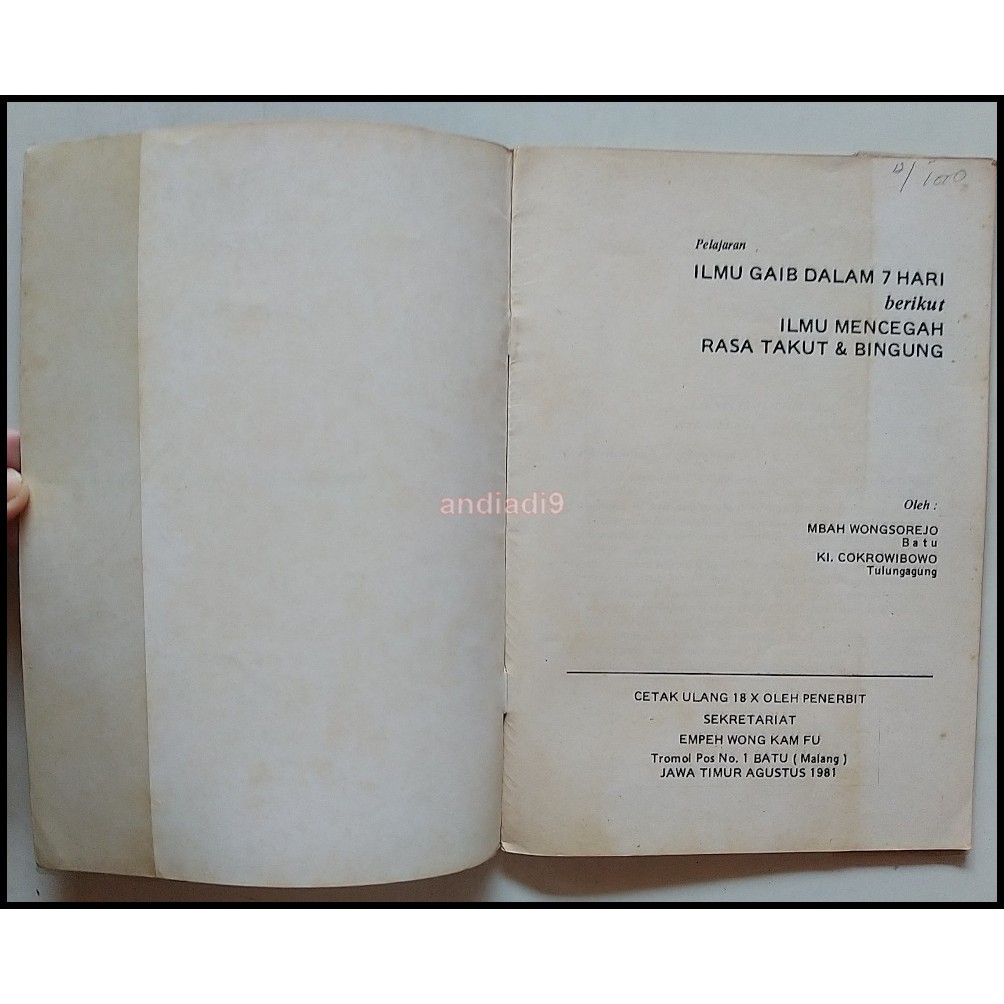 Pelajaran
ILMU GAIB DALAM 7 HARI
berikut
ILMU MENCEGAH
RASA TAKUT & BINGUNG
andiadi9
Oleh :
MBAH WONGSOREJO
Batu
KI. COKROWIBOWO
Tulungagung
CETAK ULANG 18 X OLEH PENERBIT
SEKRETARIAT
EMPEH WONG KAM FU
Tromol Pos No. 1 BATU ( Malang )
JAWA TIMUR AGUSTUS 1981